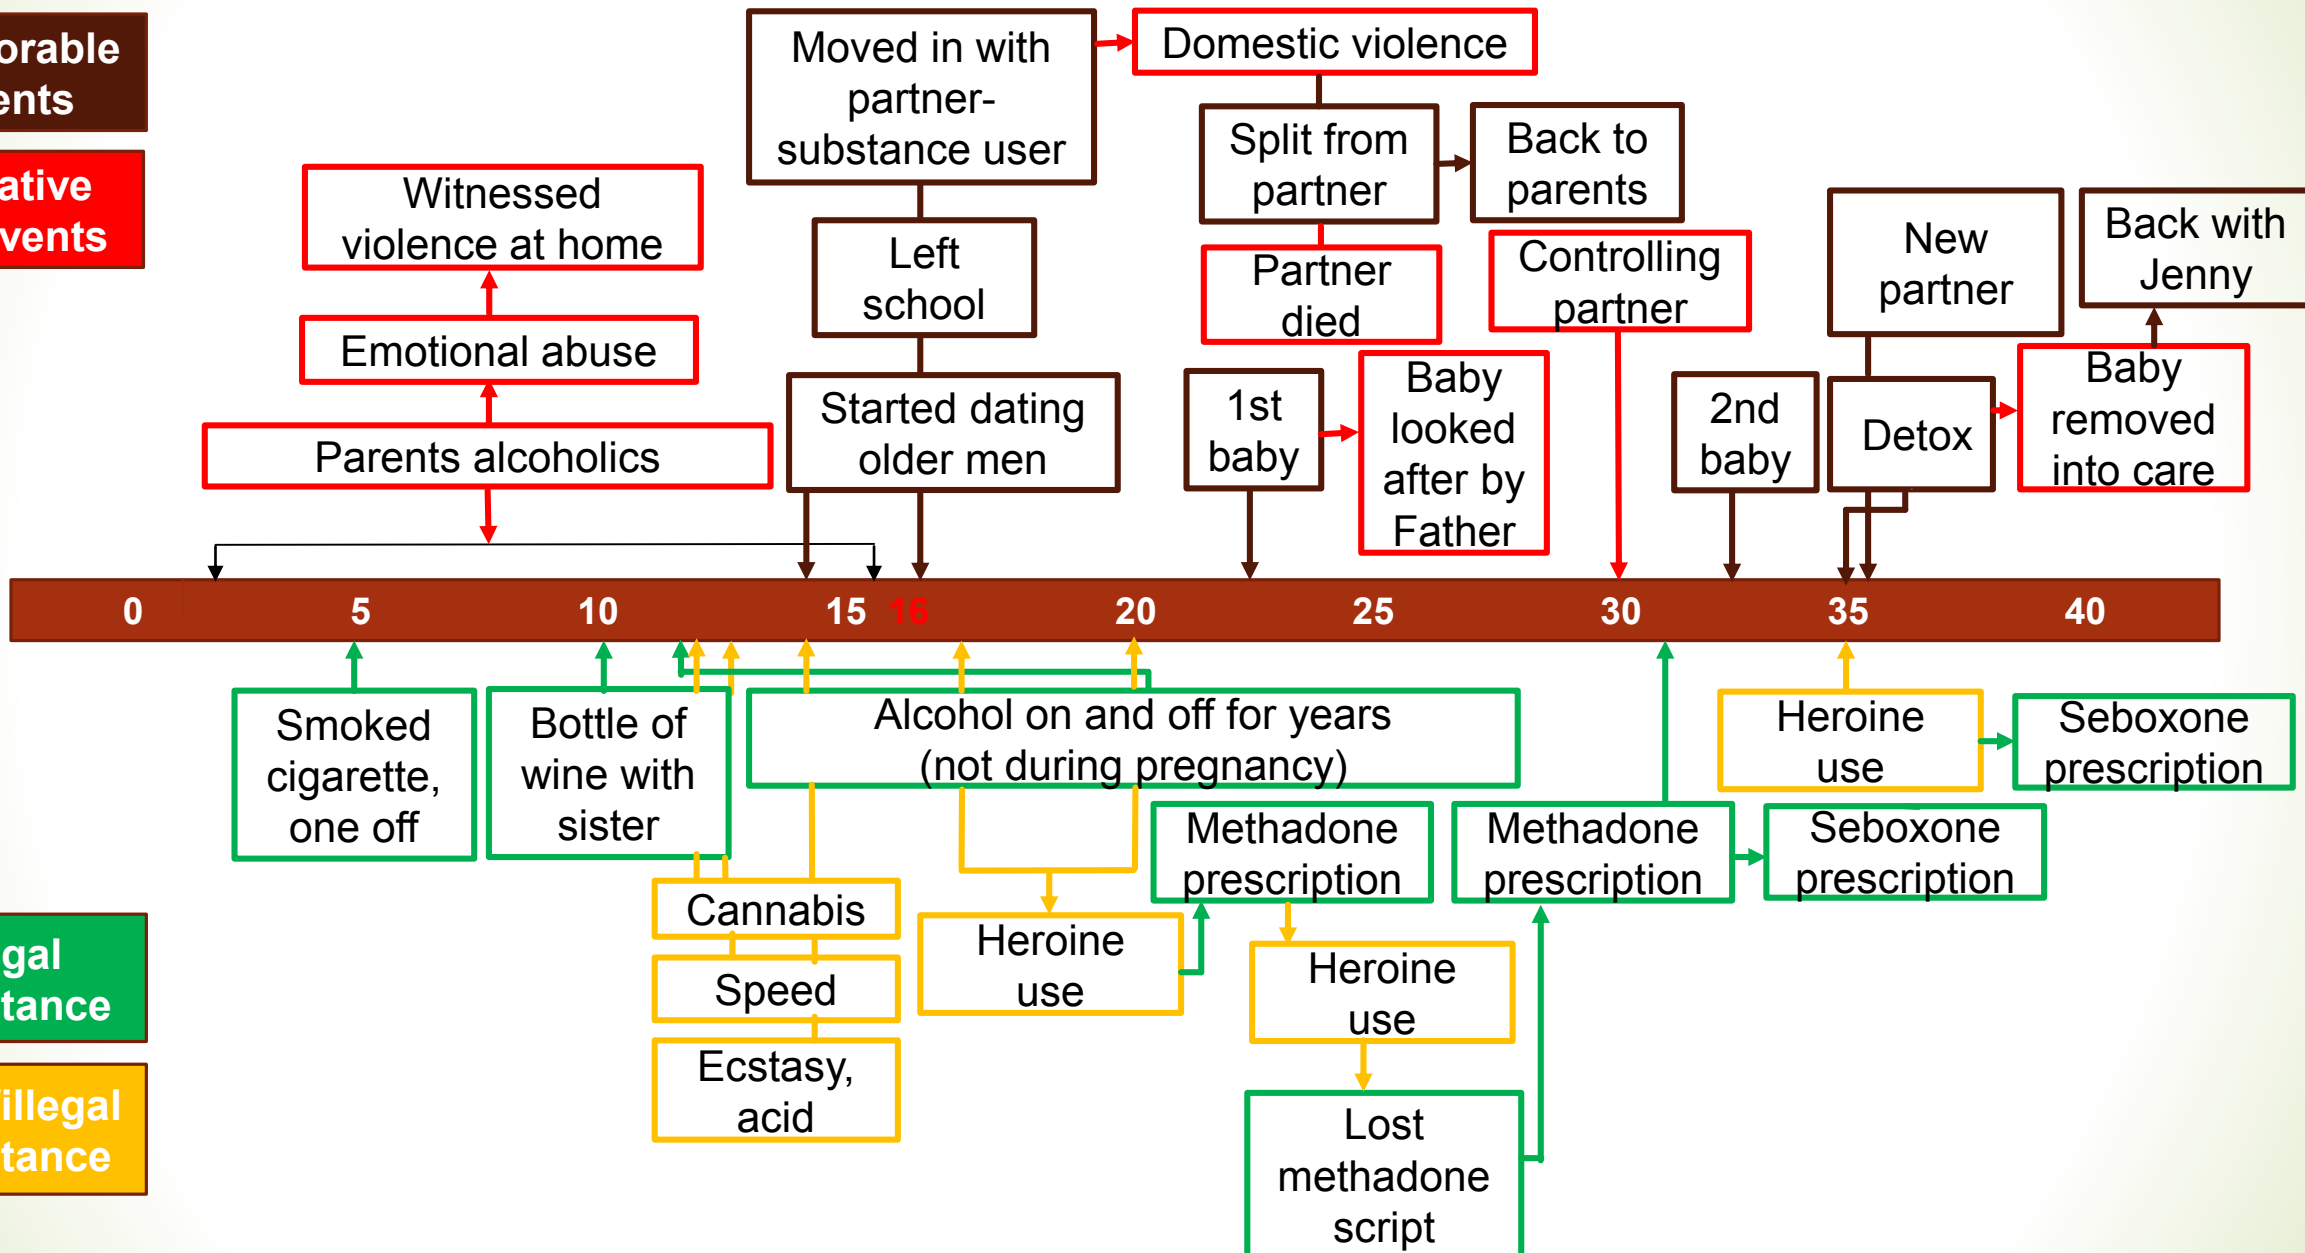 orable
ents
ative
vents
Witnessed
violence at home
Emotional abuse
Parents alcoholics
Moved in with
partner-
substance user
Left
school
Started dating
older men
Domestic violence
Split from
partner
Back to
parents
Partner
died
Controlling
partner
1st
baby
Baby
looked
after by
Father
2nd
baby
New
partner
Detox
Back with
Jenny
Baby
removed
into care
0 5 10 15 16 20 25 30 35 40
Smoked
cigarette,
one off
Bottle of
wine with
sister
Alcohol on and off for years
(not during pregnancy)
Cannabis
Speed
Ecstasy,
acid
Heroine
use
Methadone
prescription
Heroine
use
Lost
methadone
script
Methadone
prescription
Seboxone
prescription
Heroine
use
Seboxone
prescription
gal
tance
illegal
tance